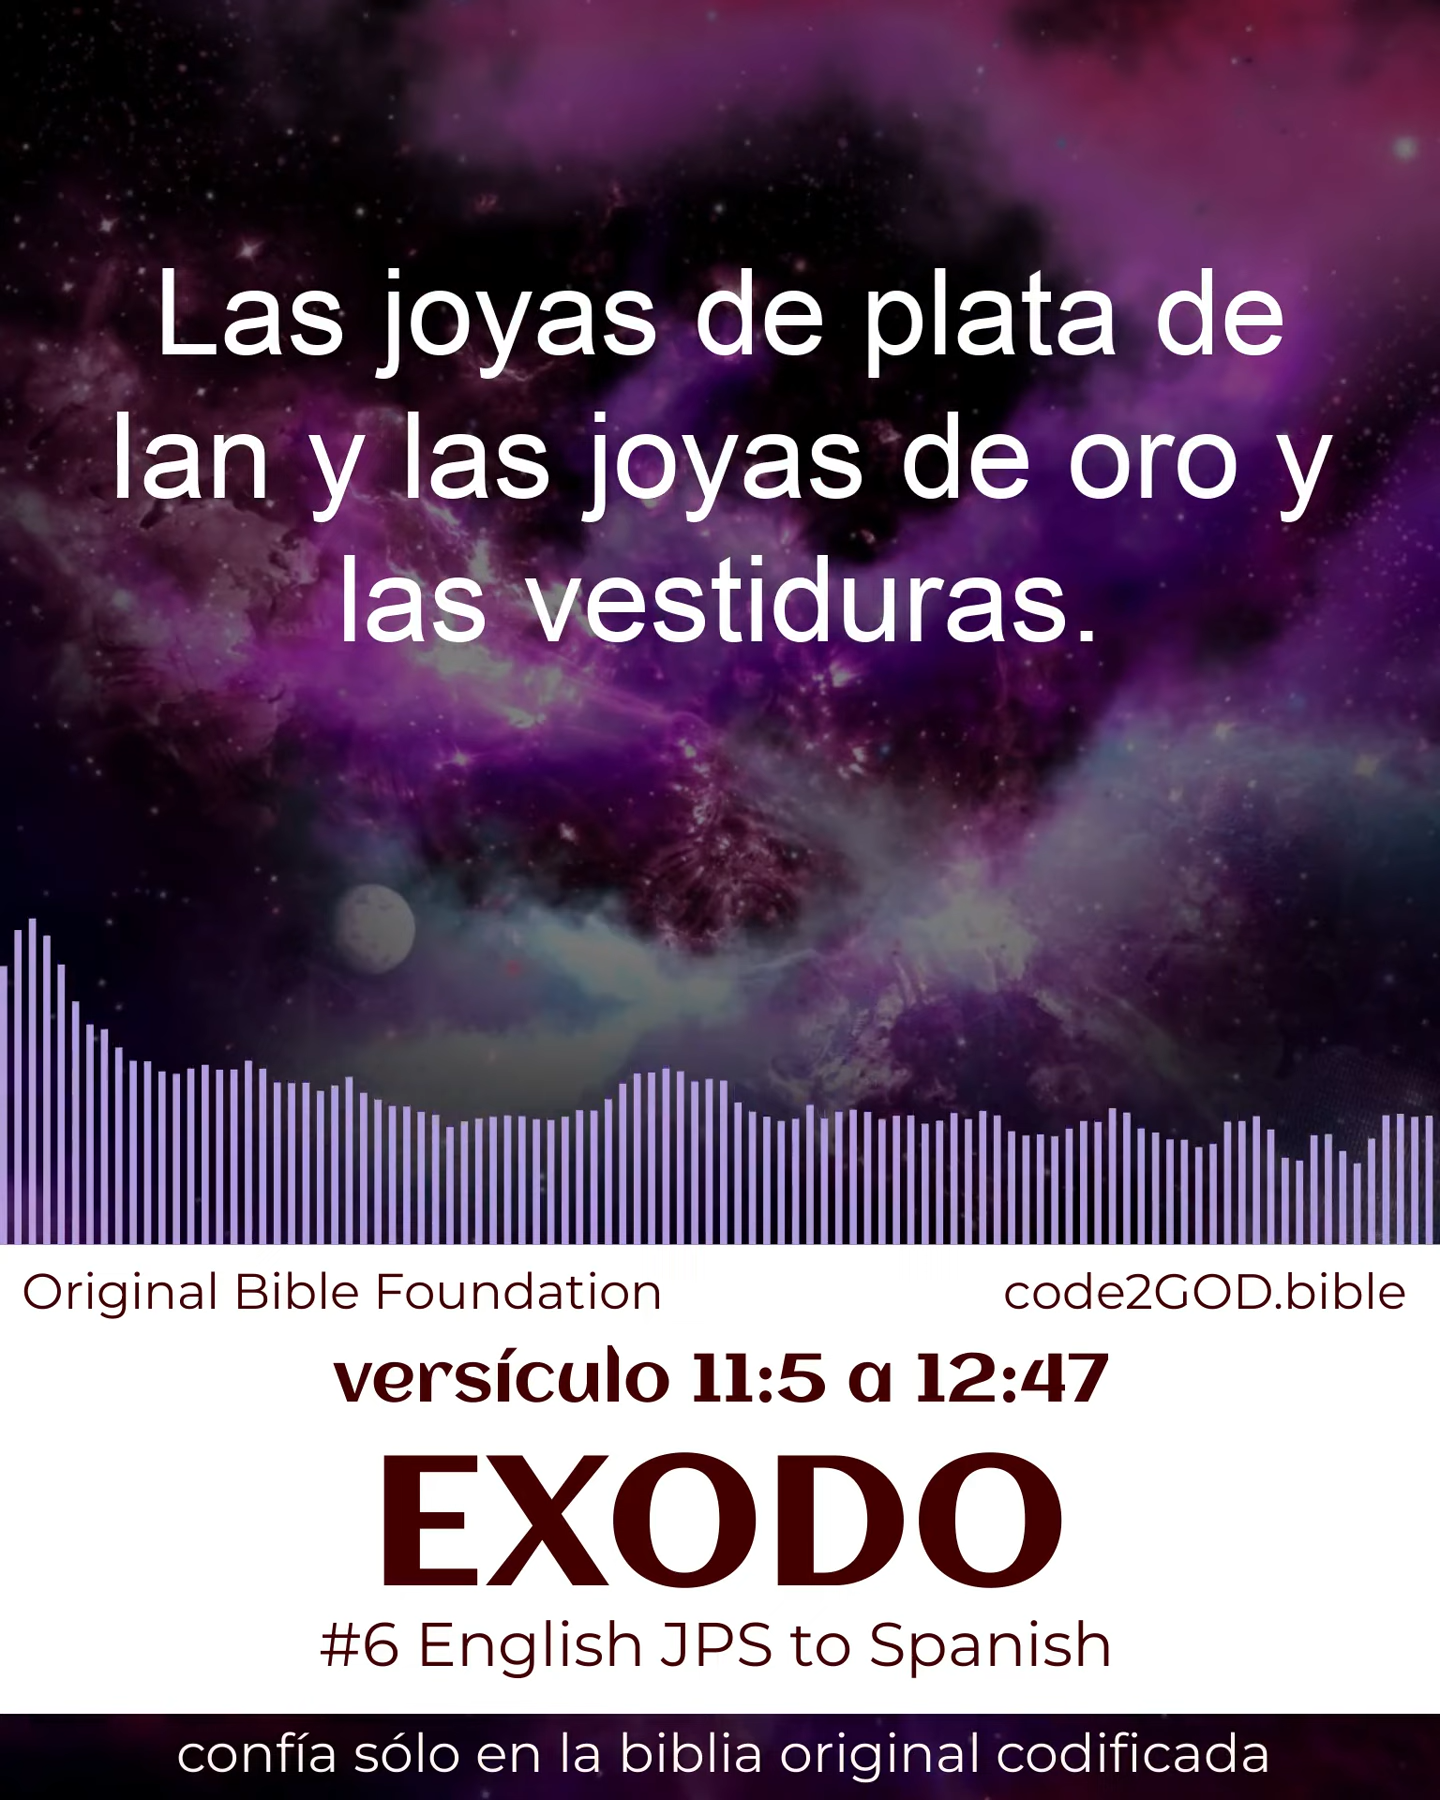 Las joyas de plata de
Ian y las joyas de oro y
las vestiduras.
Original Bible Foundation
code2GOD.bible
versículo 11:5 a 12:47
EXODO
#6 English JPS to Spanish
confía sólo en la biblia original codificada